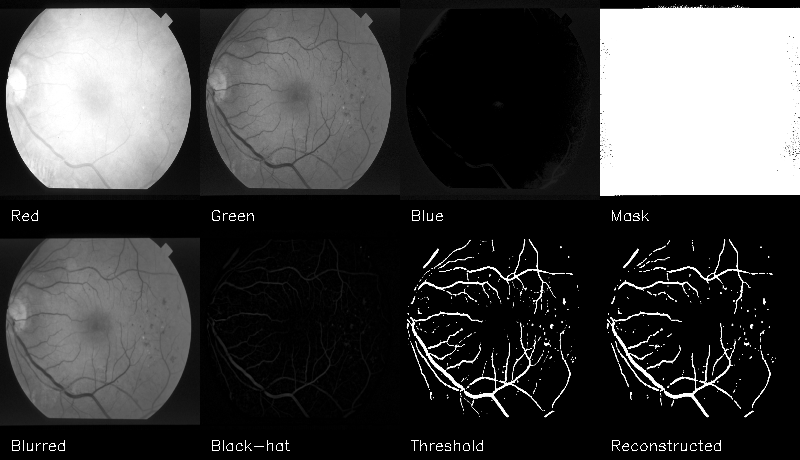 Red
Green
Blue
Mask
Blurred
Black-hat
Threshold
Reconstructed